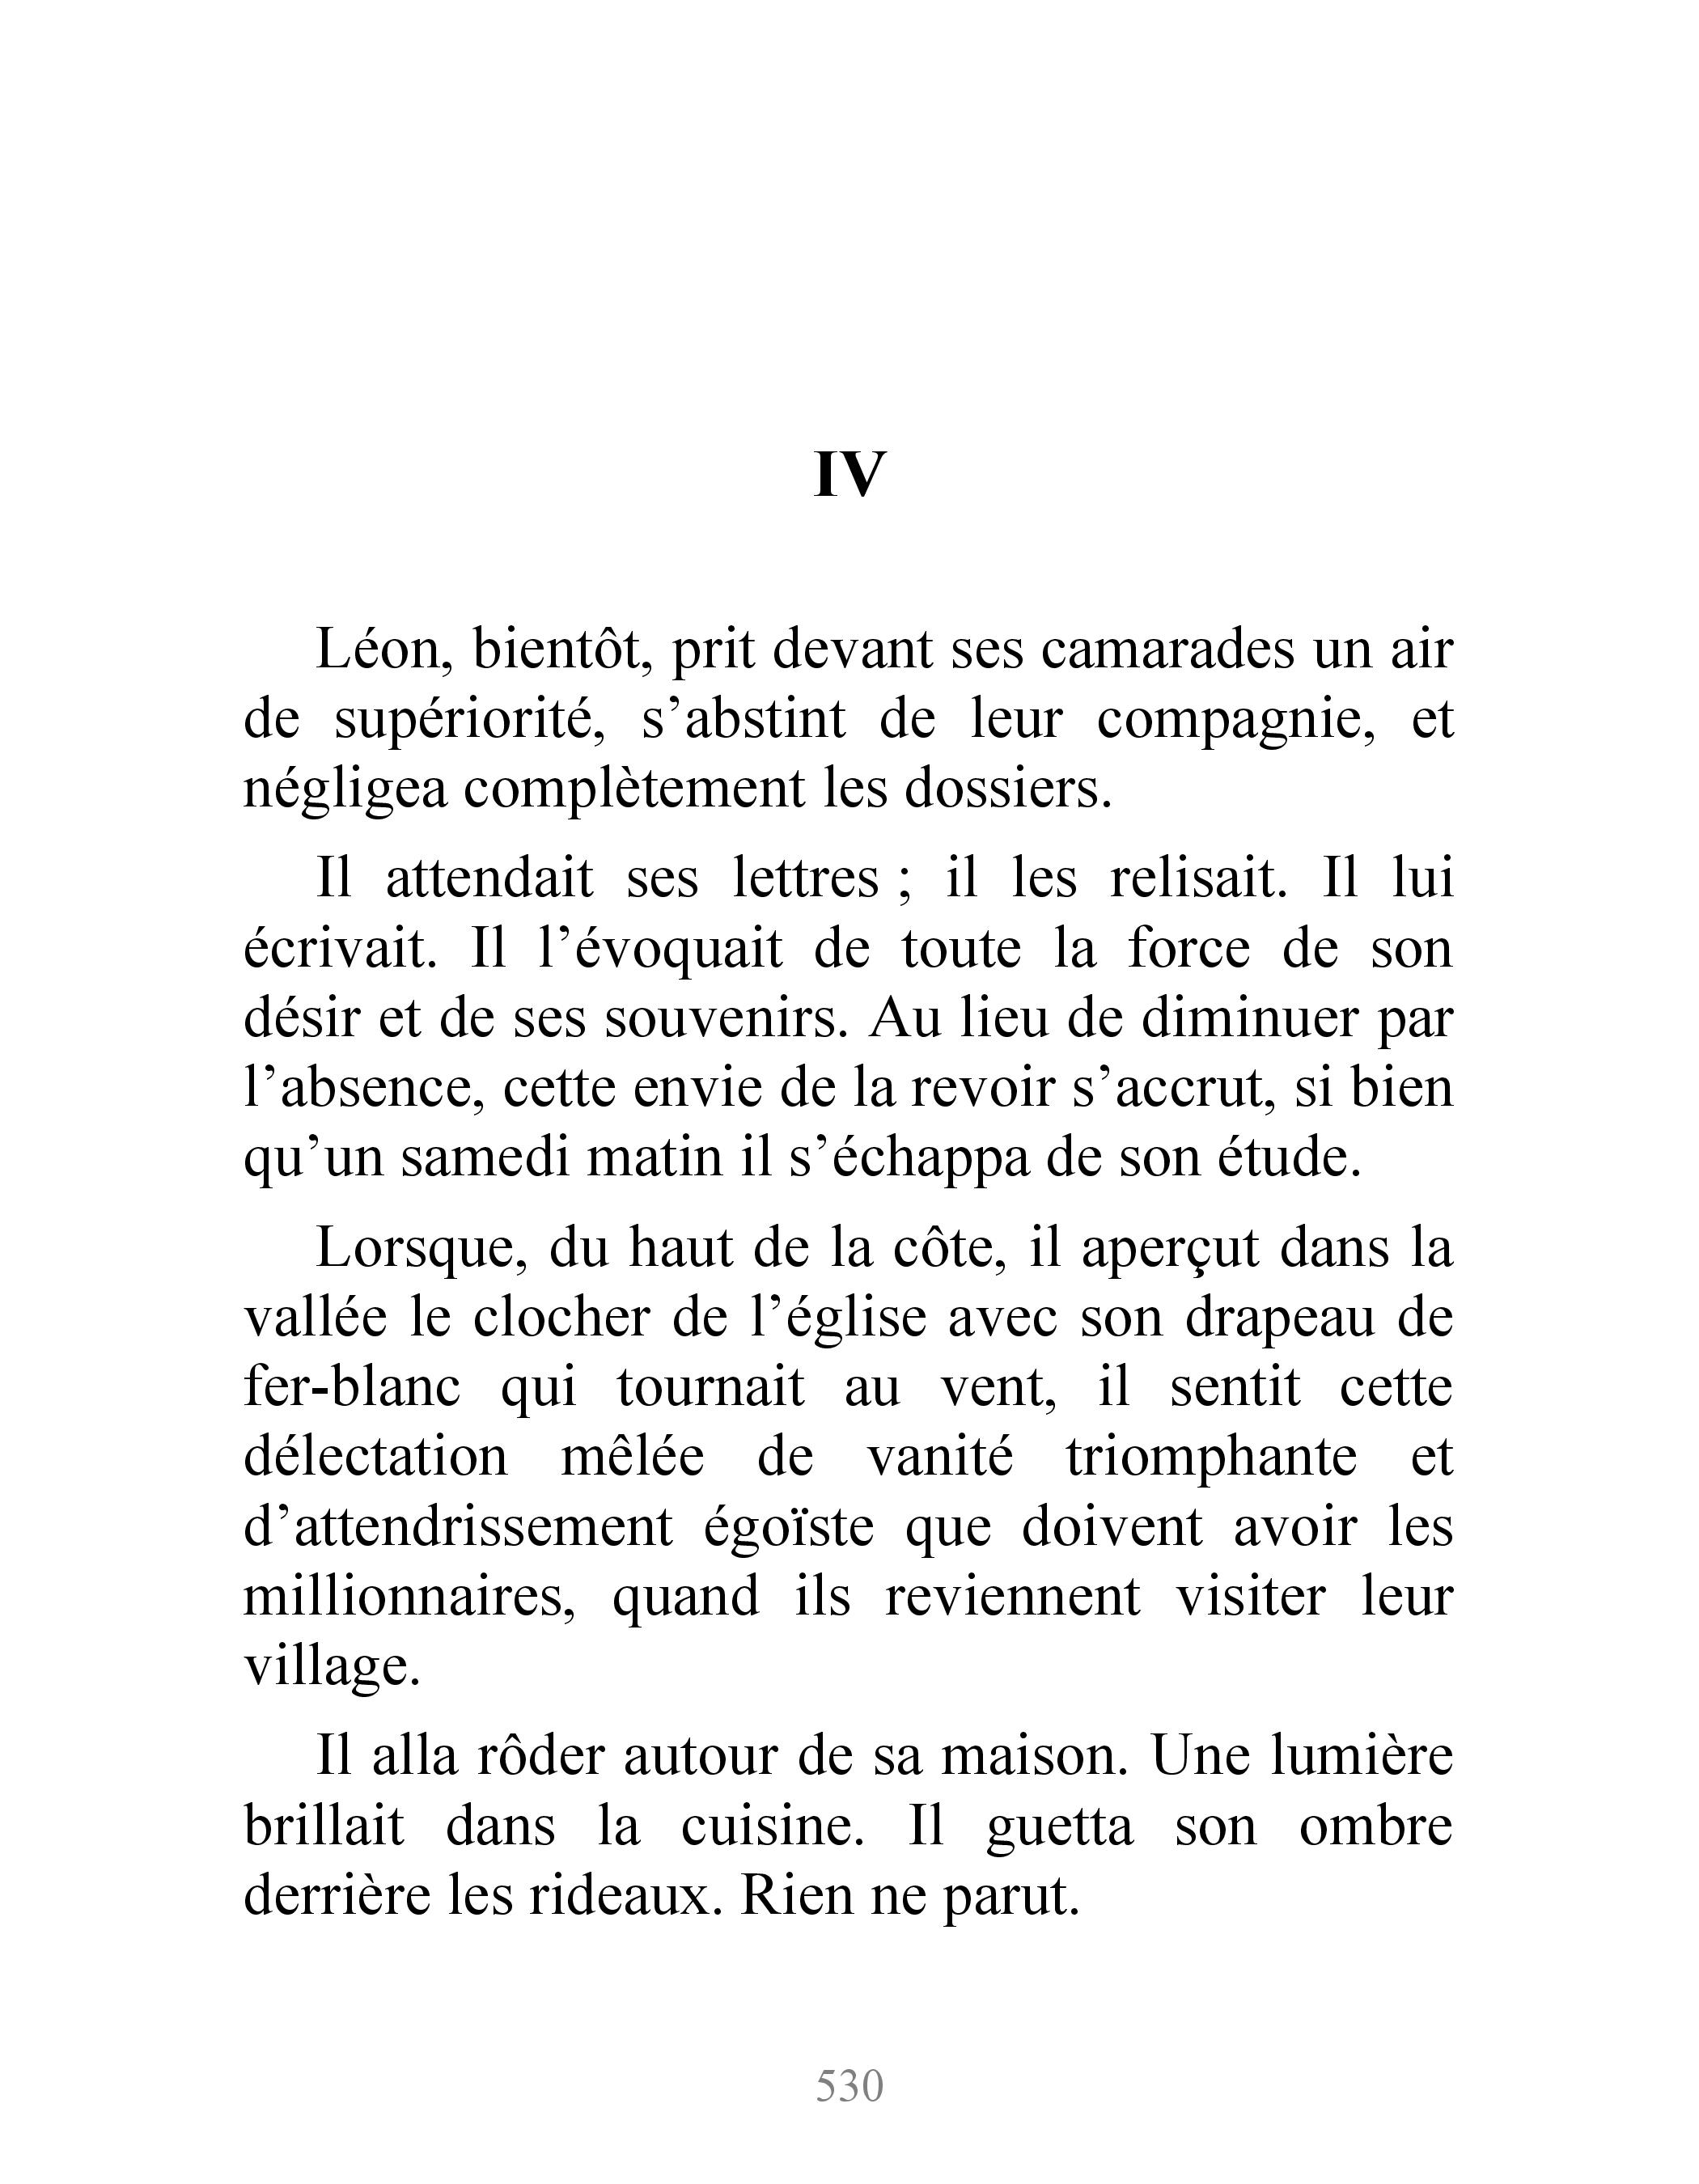 IV
Léon, bientôt, prit devant ses camarades un air
de supériorité, s’abstint de leur compagnie, et
négligea complètement les dossiers.
Il attendait ses lettres ; il les relisait. Il lui
écrivait. Il l’évoquait de toute la force de son
désir et de ses souvenirs. Au lieu de diminuer par
l’absence, cette envie de la revoir s’accrut, si bien
qu’un samedi matin il s’échappa de son étude.
Lorsque, du haut de la côte, il aperçut dans la
vallée le clocher de l’église avec son drapeau de
fer-blanc qui tournait au vent, il sentit cette
délectation mêlée de vanité triomphante et
d’attendrissement égoïste que doivent avoir les
millionnaires, quand ils reviennent visiter leur
village.
Il alla rôder autour de sa maison. Une lumière
brillait dans la cuisine. Il guetta son ombre
derrière les rideaux. Rien ne parut.
530